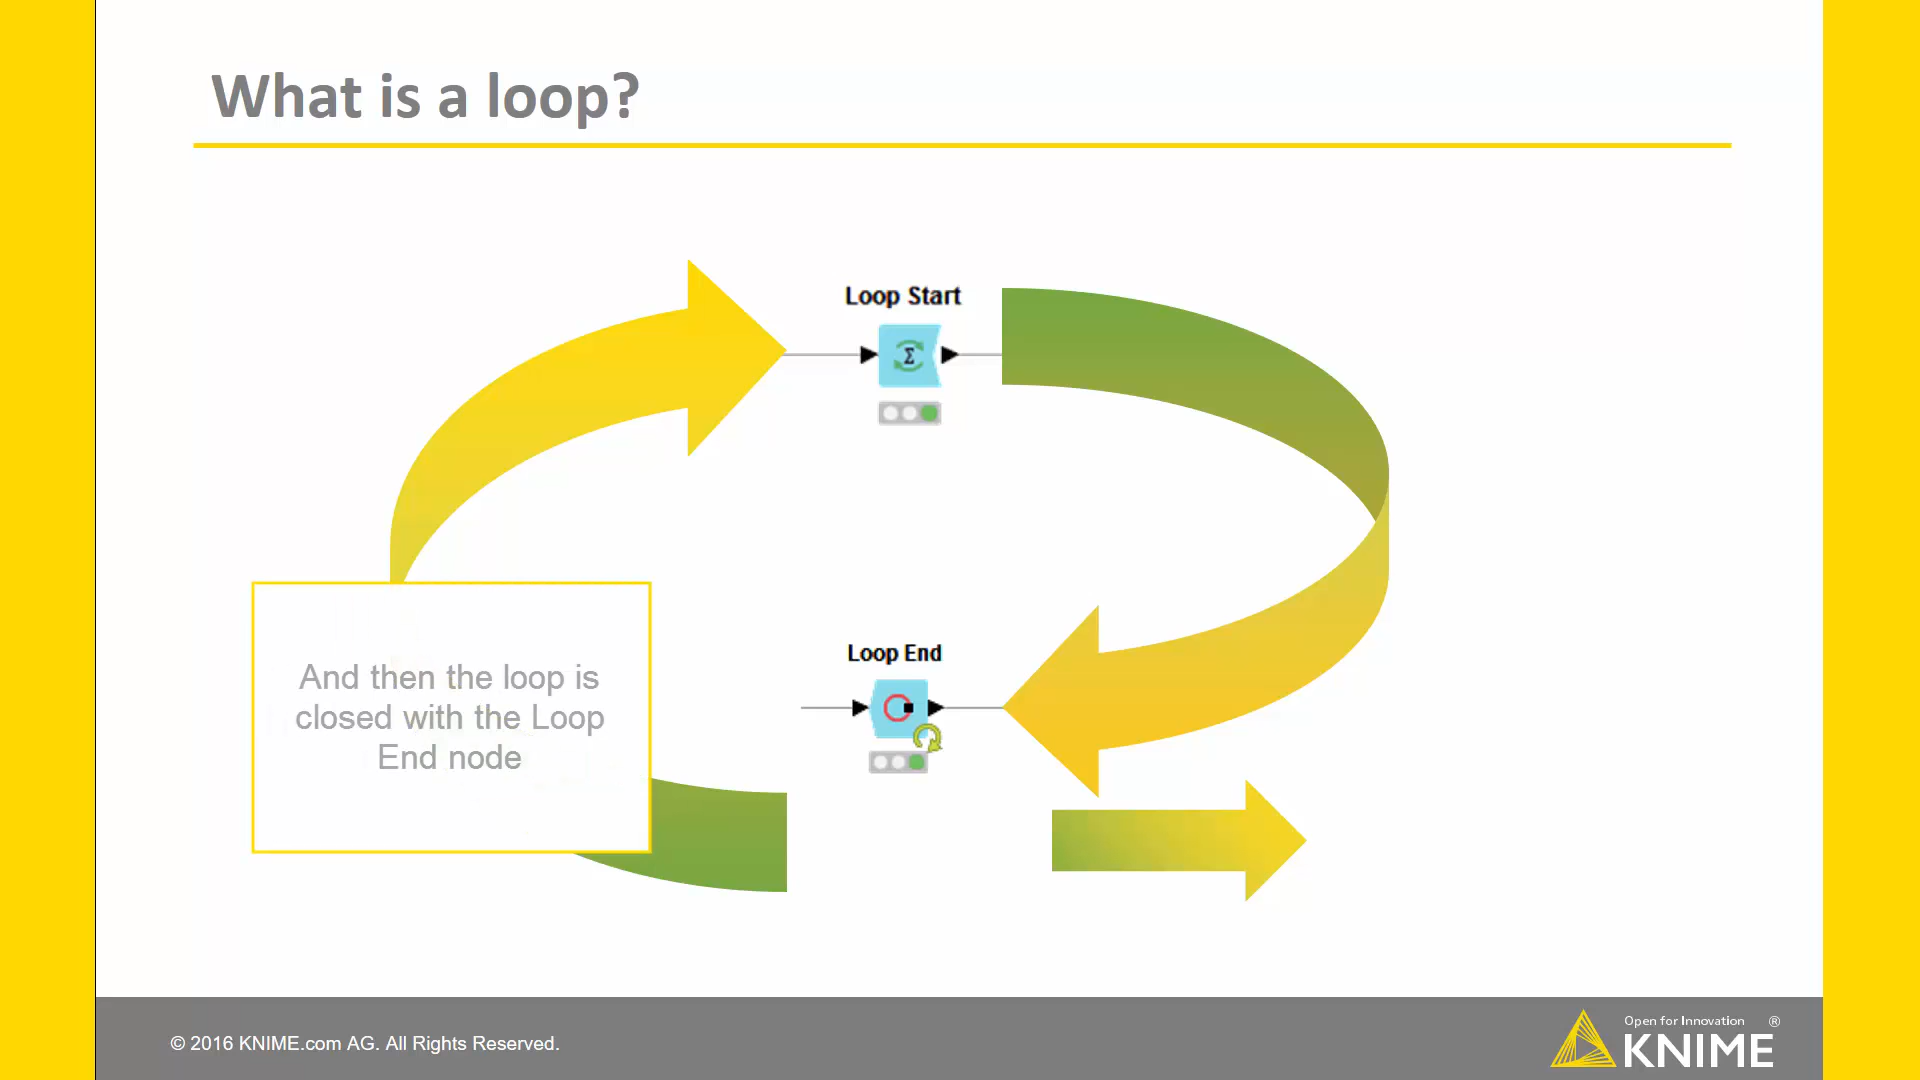 What is a loop?
Loop Start
Σ
Loop End
And then the loop is
closed with the Loop
End node
© 2016 KNIME.com AG. All Rights Reserved.
Open for Innovation ®
KNIME